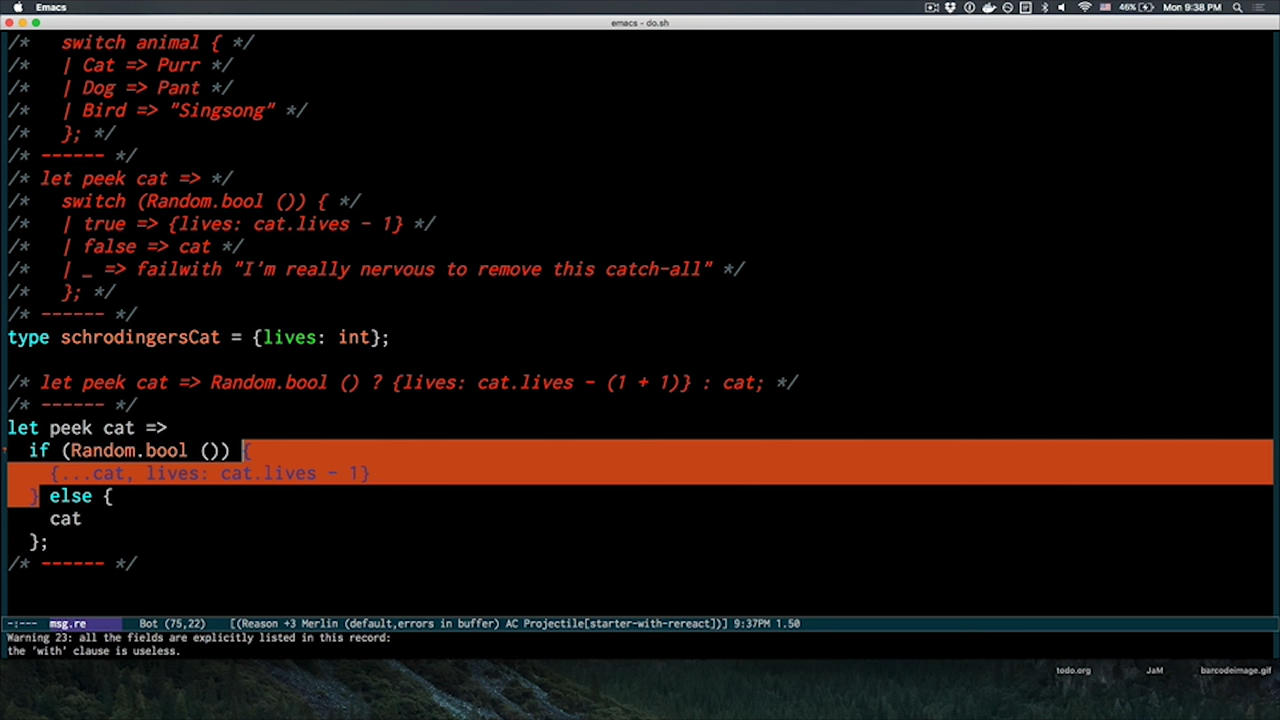 Emacs 46% Mon 9:38 PM
emacs - do.sh
/*   switch animal { */
/*   | Cat => Purr */
/*   | Dog => Pant */
/*   | Bird => "Singsong" */
/*   }; */
/* ------ */
/* let peek cat => */
/*   switch (Random.bool ()) { */
/*   | true => {lives: cat.lives - 1} */
/*   | false => cat */
/*   | _ => failwith "I'm really nervous to remove this catch-all" */
/*   }; */
/* ------ */
type schrodingersCat = {lives: int};
/* let peek cat => Random.bool () ? {lives: cat.lives - (1 + 1)} : cat; */
/* ------ */
let peek cat =>
  if (Random.bool ()) {
    {...cat, lives: cat.lives - 1}
  } else {
    cat
  };
/* ------ */
-:--- msg.re Bot (75,22) [(Reason +3 Merlin (default,errors in buffer) AC Projectile[starter-with-rereact])] 9:37PM 1.50
Warning 23: all the fields are explicitly listed in this record:
the 'with' clause is useless.
todo.org JaM barcodeimage.gif